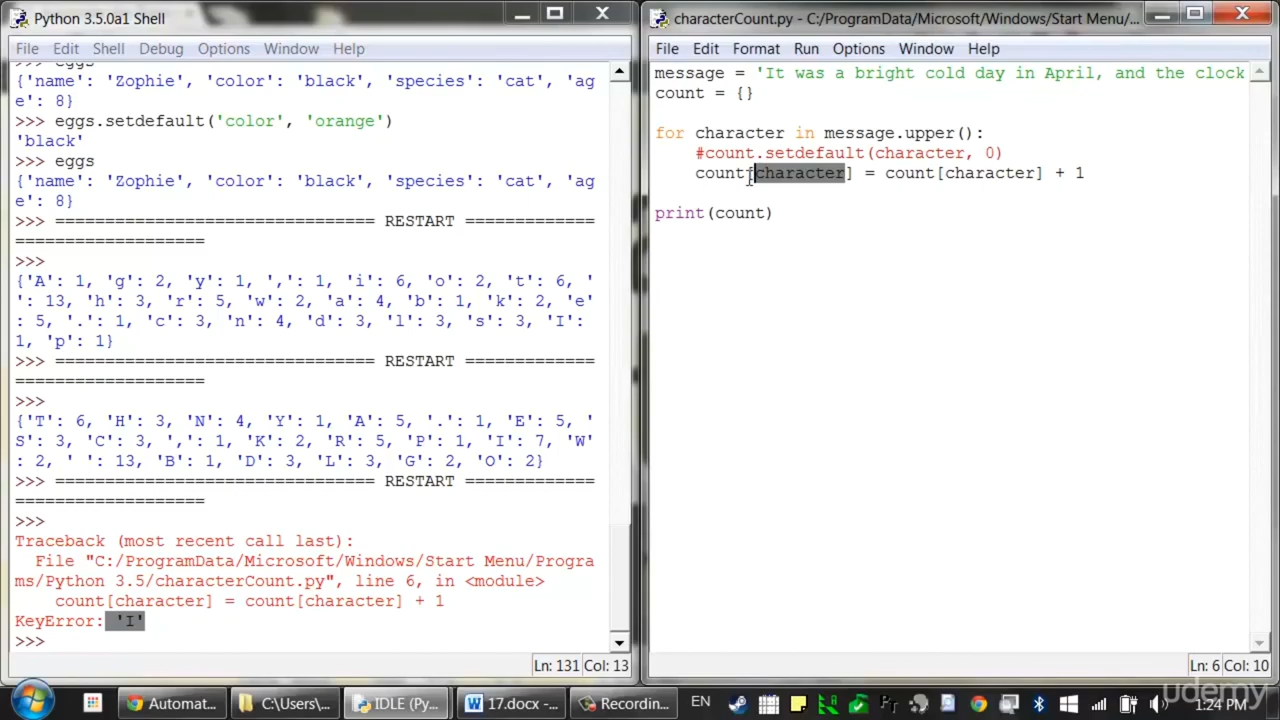 Python 3.5.0a1 Shell
File Edit Shell Debug Options Window Help
>>> eggs
{'name': 'Zophie', 'color': 'black', 'species': 'cat', 'ag
e': 8}
>>> eggs.setdefault('color', 'orange')
'black'
>>> eggs
{'name': 'Zophie', 'color': 'black', 'species': 'cat', 'ag
e': 8}
>>> ================================ RESTART =============
===================
>>>
{'A': 1, 'g': 2, 'y': 1, ',': 1, 'i': 6, 'o': 2, 't': 6, '
': 13, 'h': 3, 'r': 5, 'w': 2, 'a': 4, 'b': 1, 'k': 2, 'e'
: 5, '.': 1, 'c': 3, 'n': 4, 'd': 3, 'l': 3, 's': 3, 'I':
1, 'p': 1}
>>> ================================ RESTART =============
===================
>>>
{'T': 6, 'H': 3, 'N': 4, 'Y': 1, 'A': 5, '.': 1, 'E': 5, '
S': 3, 'C': 3, ',': 1, 'K': 2, 'R': 5, 'P': 1, 'I': 7, 'W'
: 2, ' ': 13, 'B': 1, 'D': 3, 'L': 3, 'G': 2, 'O': 2}
>>> ================================ RESTART =============
===================
>>>
Traceback (most recent call last):
File "C:/ProgramData/Microsoft/Windows/Start Menu/Progra
ms/Python 3.5/characterCount.py", line 6, in <module>
count[character] = count[character] + 1
KeyError: 'I'
>>>
Ln: 131 Col: 13
characterCount.py - C:/ProgramData/Microsoft/Windows/Start Menu/...
File Edit Format Run Options Window Help
message = 'It was a bright cold day in April, and the clock
count = {}
for character in message.upper():
#count.setdefault(character, 0)
count[character] = count[character] + 1
print(count)
Ln: 6 Col: 10
Automat... C:\Users\... IDLE (Py... 17.docx -... Recordin... EN 1:24 PM
udemy